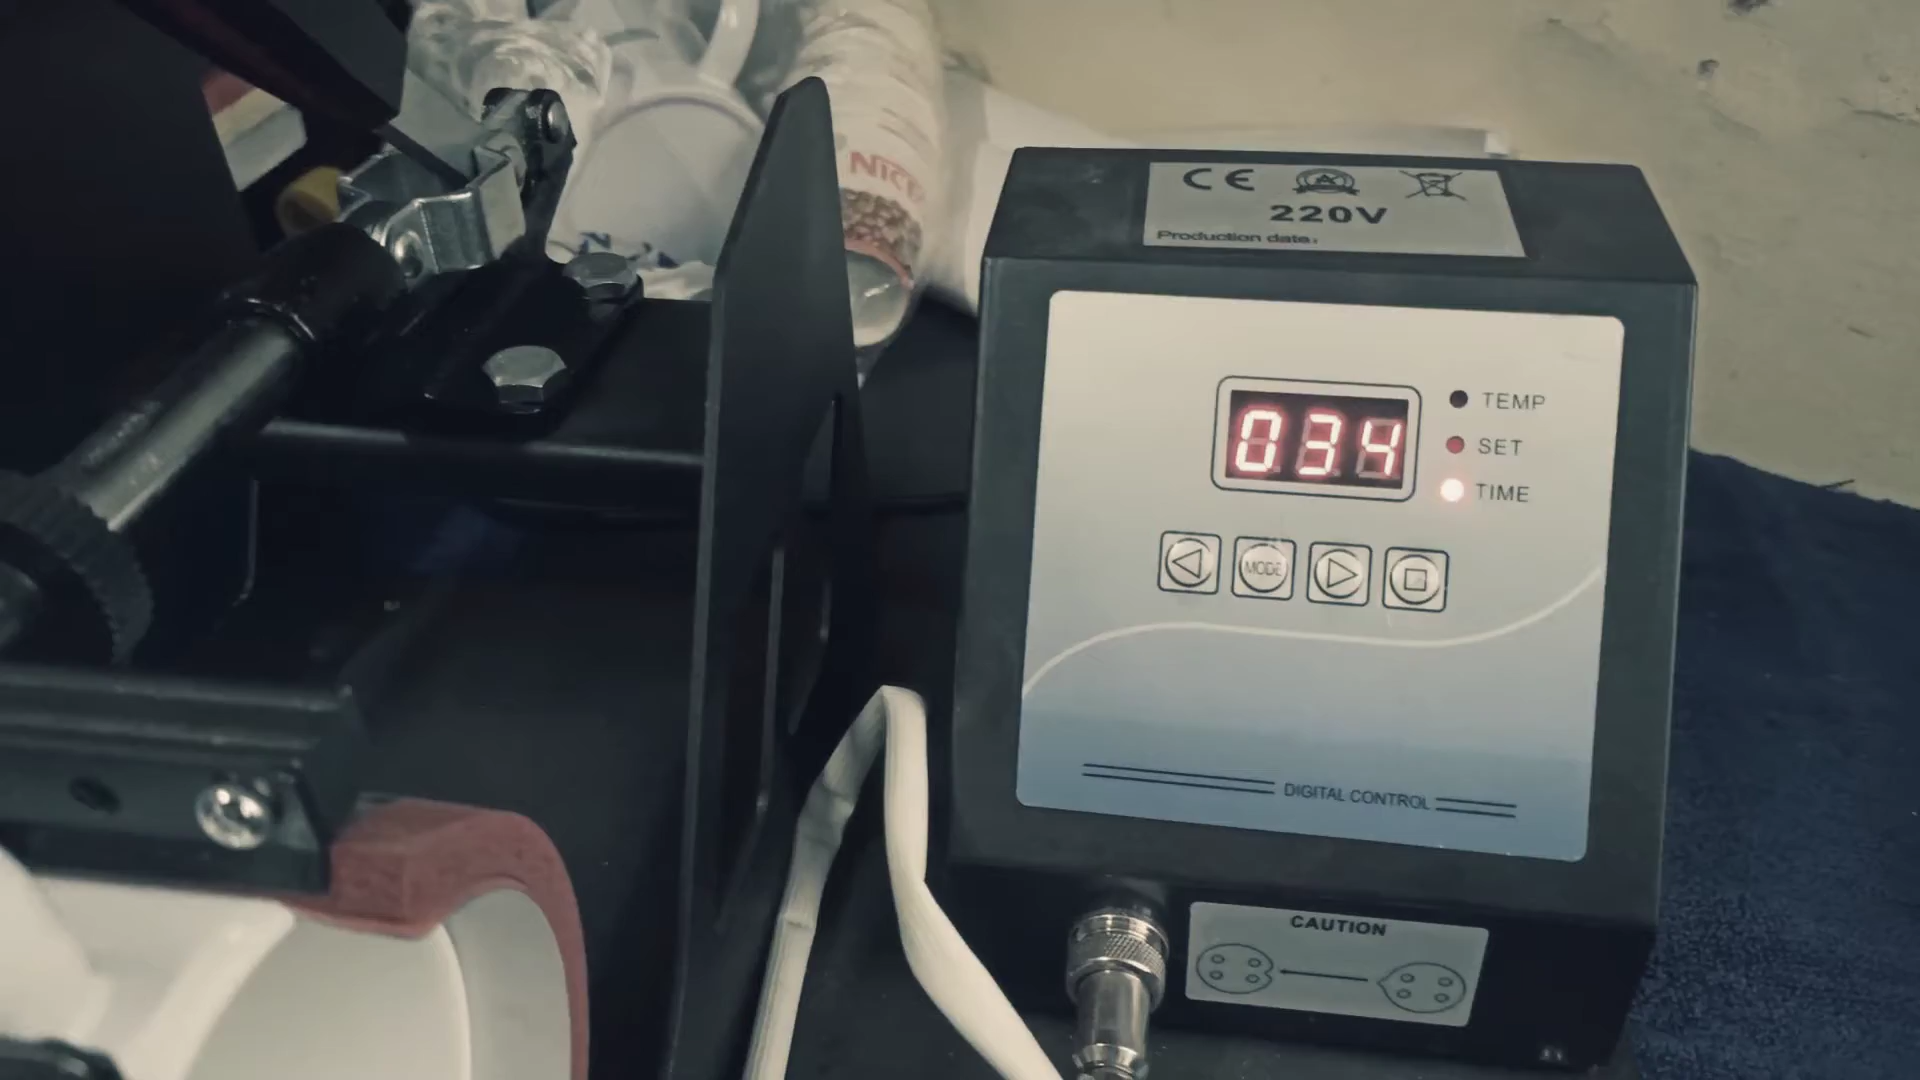 CE
220V
Production date:
034
TEMP
SET
TIME
MODE
DIGITAL CONTROL
CAUTION